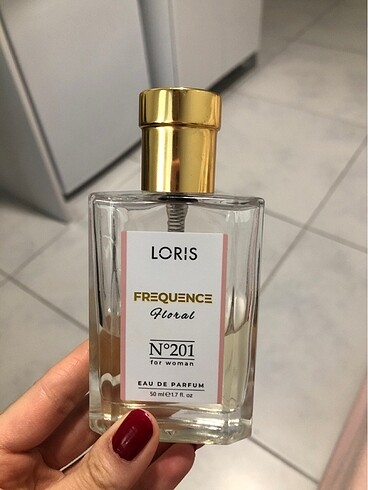 LORIS
FREQUENCE
Floral
N°201
for woman
EAU DE PARFUM
50 ml ℮ 1.7 fl. oz